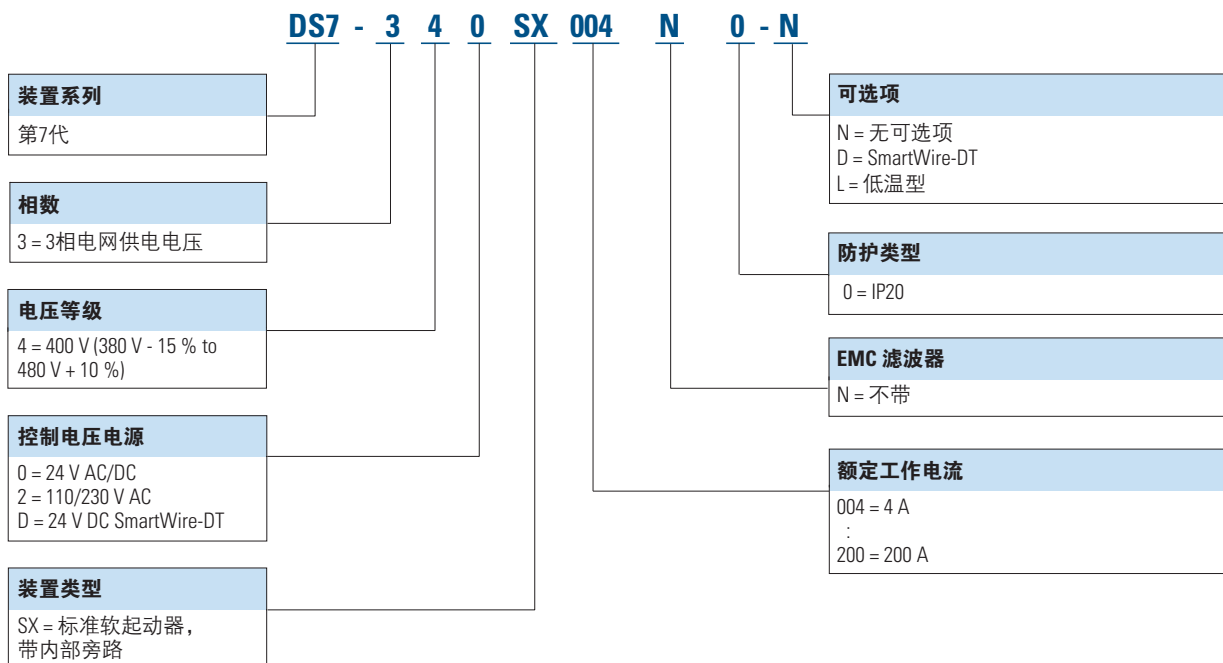 DS7 - 3 4 0 SX 004 N 0 - N
装置系列
第7代
相数
3 = 3相电网供电电压
电压等级
4 = 400 V (380 V - 15 % to
480 V + 10 %)
控制电压电源
0 = 24 V AC/DC
2 = 110/230 V AC
D = 24 V DC SmartWire-DT
装置类型
SX = 标准软起动器，
带内部旁路
可选项
N = 无可选项
D = SmartWire-DT
L = 低温型
防护类型
0 = IP20
EMC 滤波器
N = 不带
额定工作电流
004 = 4 A
:
200 = 200 A